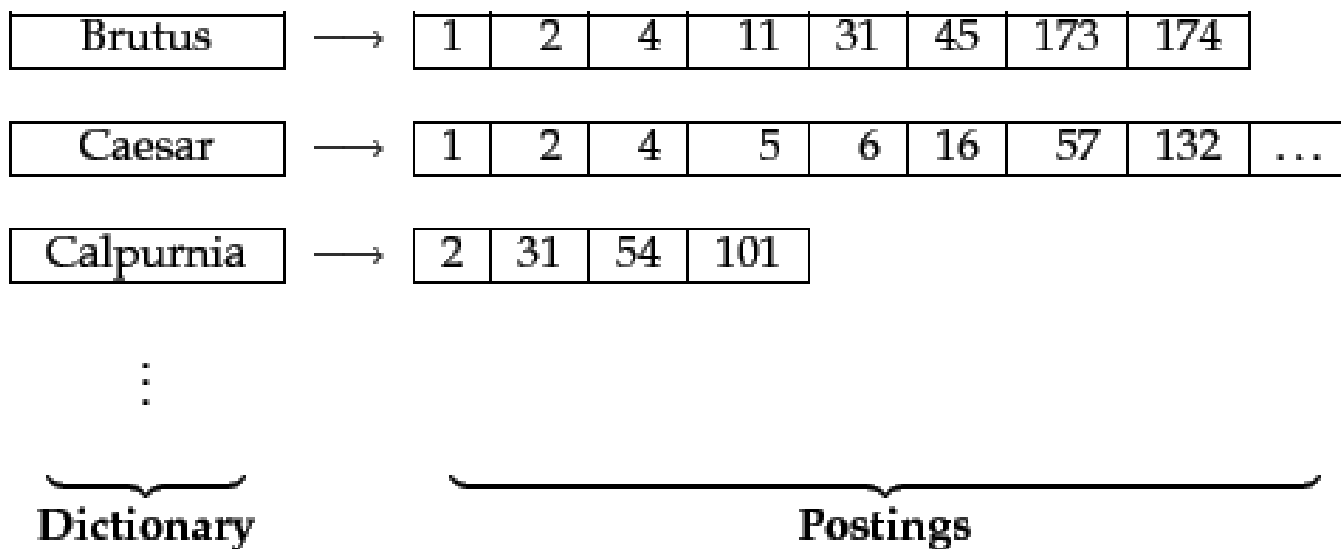 Brutus ⟶ 1 2 4 11 31 45 173 174
Caesar ⟶ 1 2 4 5 6 16 57 132 ...
Calpurnia ⟶ 2 31 54 101
⋮
Dictionary Postings